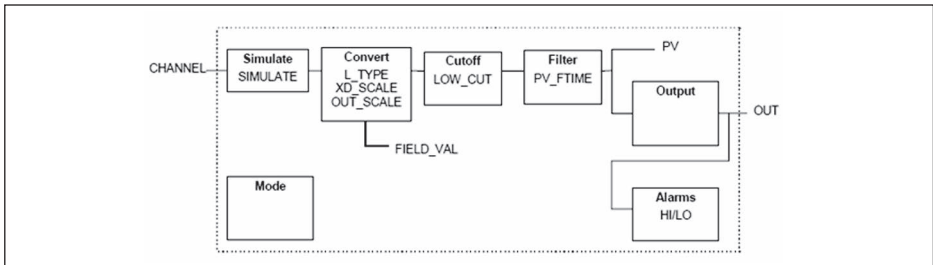 CHANNEL
Simulate
SIMULATE
Convert
L_TYPE
XD_SCALE
OUT_SCALE
FIELD_VAL
Cutoff
LOW_CUT
Filter
PV_FTIME
PV
Output
OUT
Mode
Alarms
HI/LO